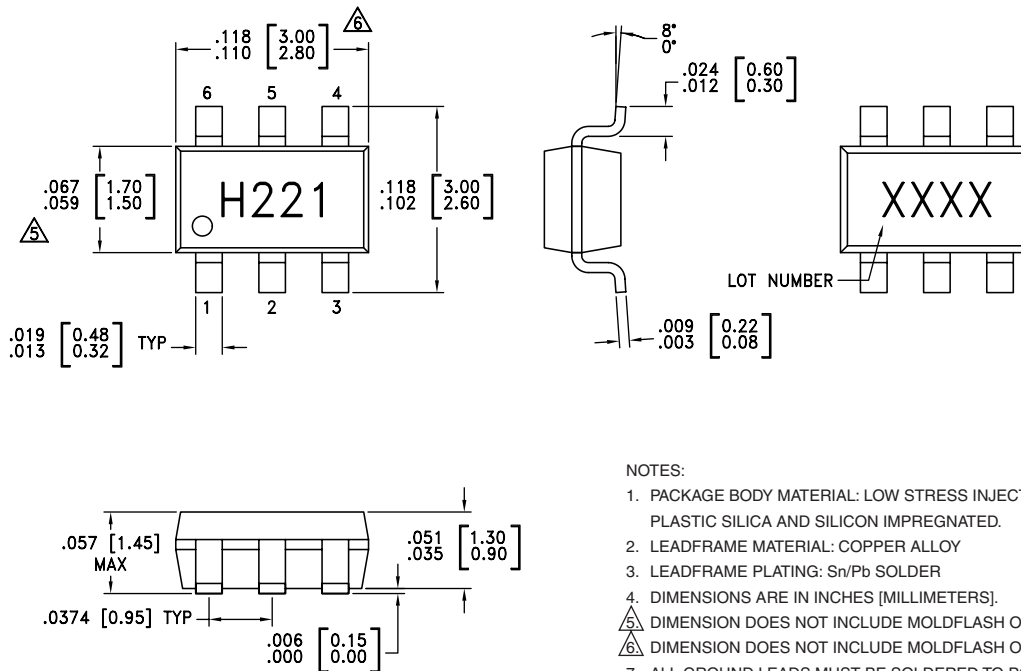 .118 [3.00]
.110 [2.80]
6
6 5 4
H221
.067 [1.70]
.059 [1.50]
5
.118 [3.00]
.102 [2.60]
1 2 3
.019 [0.48] TYP
.013 [0.32]
8°
0°
.024 [0.60]
.012 [0.30]
.009 [0.22]
.003 [0.08]
XXXX
LOT NUMBER
.057 [1.45]
MAX
.051 [1.30]
.035 [0.90]
.0374 [0.95] TYP
.006 [0.15]
.000 [0.00]
NOTES:
1. PACKAGE BODY MATERIAL: LOW STRESS INJECT
PLASTIC SILICA AND SILICON IMPREGNATED.
2. LEADFRAME MATERIAL: COPPER ALLOY
3. LEADFRAME PLATING: Sn/Pb SOLDER
4. DIMENSIONS ARE IN INCHES [MILLIMETERS].
5. DIMENSION DOES NOT INCLUDE MOLDFLASH O
6. DIMENSION DOES NOT INCLUDE MOLDFLASH O